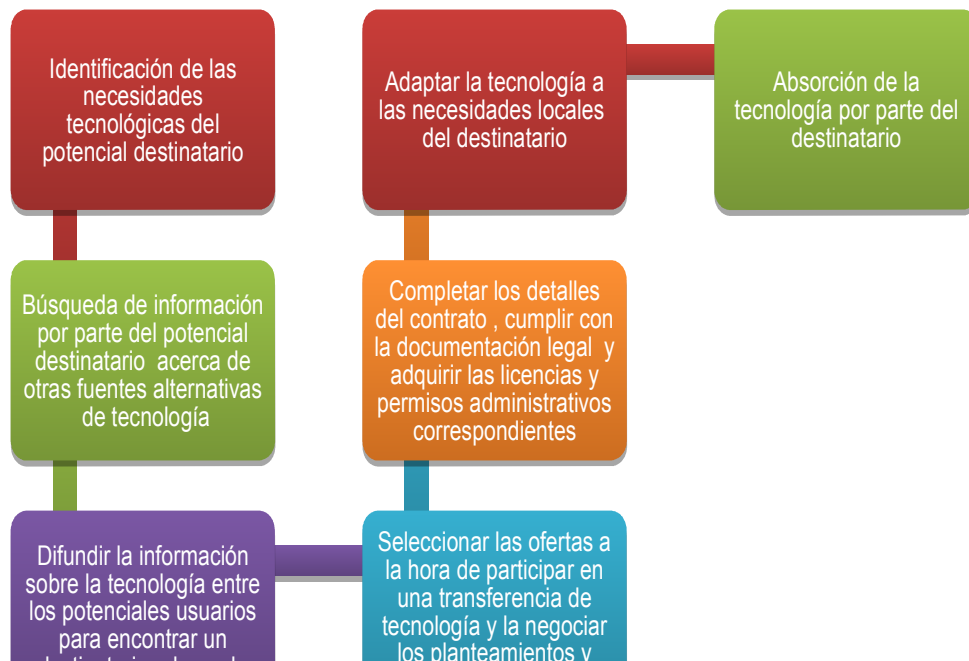 Identificación de las
necesidades
tecnológicas del
potencial destinatario
Búsqueda de información
por parte del potencial
destinatario acerca de
otras fuentes alternativas
de tecnología
Difundir la información
sobre la tecnología entre
los potenciales usuarios
para encontrar un
Seleccionar las ofertas a
la hora de participar en
una transferencia de
tecnología y la negociar
los planteamientos y
Completar los detalles
del contrato , cumplir con
la documentación legal y
adquirir las licencias y
permisos administrativos
correspondientes
Adaptar la tecnología a
las necesidades locales
del destinatario
Absorción de la
tecnología por parte del
destinatario